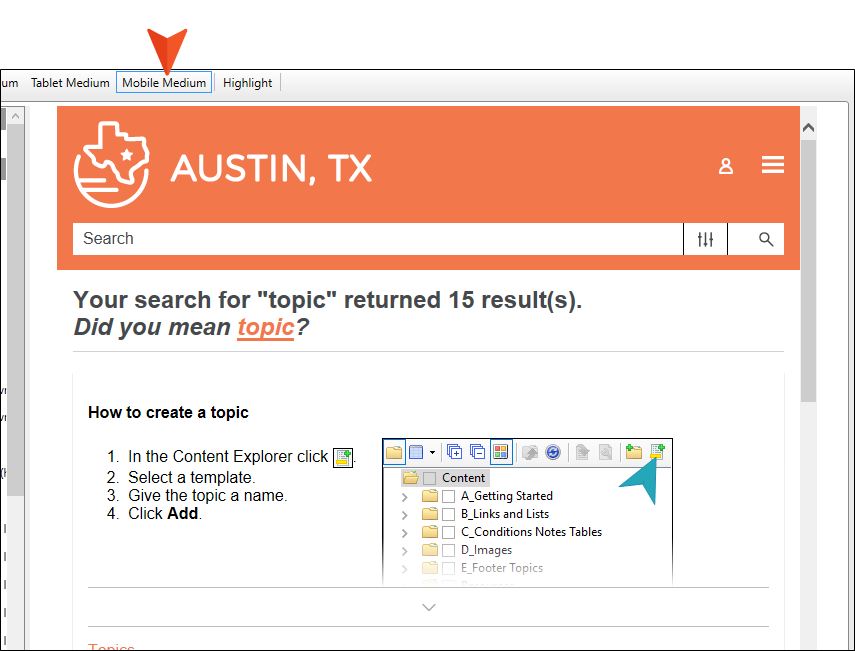 um Tablet Medium Mobile Medium Highlight
AUSTIN, TX
Search
Your search for "topic" returned 15 result(s).
Did you mean topic?
How to create a topic
1. In the Content Explorer click .
2. Select a template.
3. Give the topic a name.
4. Click Add.
Content
A_Getting Started
B_Links and Lists
C_Conditions Notes Tables
D_Images
E_Footer Topics
Topics